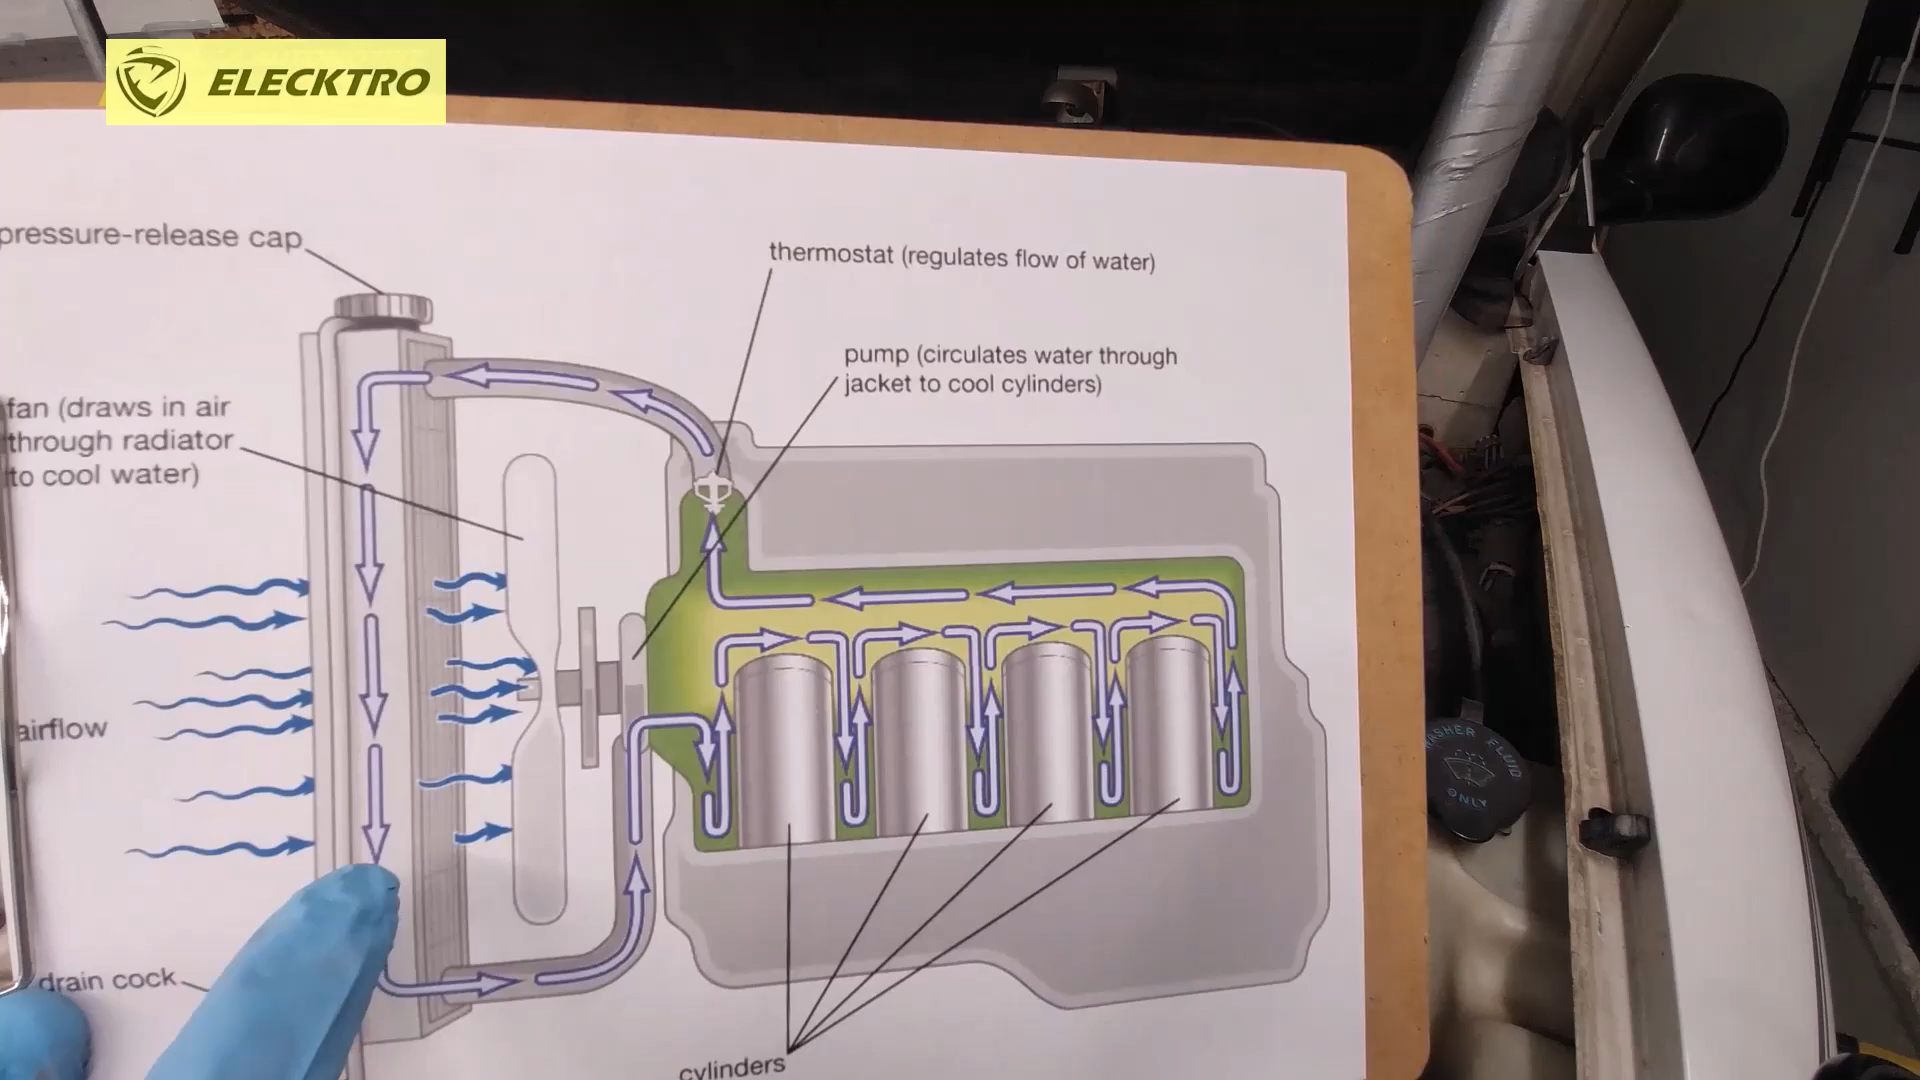 ELECKTRO
pressure-release cap
thermostat (regulates flow of water)
pump (circulates water through
jacket to cool cylinders)
fan (draws in air
through radiator
to cool water)
airflow
drain cock
cylinders
WASHER FLUID
ONLY